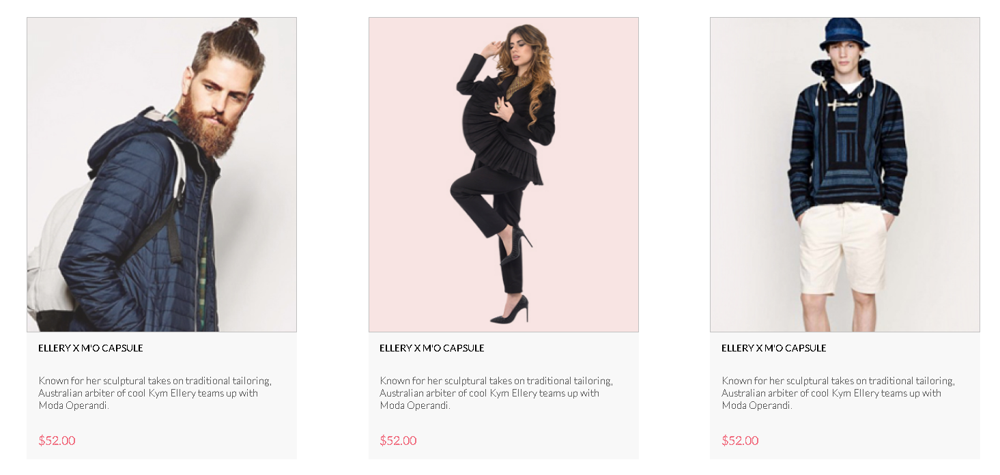 ELLERY X M'O CAPSULE
Known for her sculptural takes on traditional tailoring,
Australian arbiter of cool Kym Ellery teams up with
Moda Operandi.
$52.00
ELLERY X M'O CAPSULE
Known for her sculptural takes on traditional tailoring,
Australian arbiter of cool Kym Ellery teams up with
Moda Operandi.
$52.00
ELLERY X M'O CAPSULE
Known for her sculptural takes on traditional tailoring,
Australian arbiter of cool Kym Ellery teams up with
Moda Operandi.
$52.00